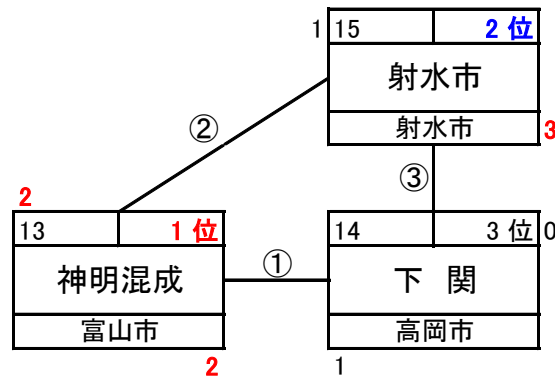 1 15 2 位
射水市
射水市 3
②
③
2
13 1 位
14 3 位 0
神明混成
①
下 関
富山市
高岡市
2
1